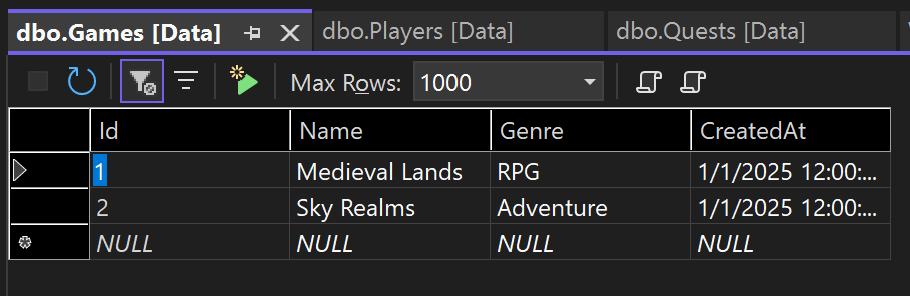 dbo.Games [Data] dbo.Players [Data] dbo.Quests [Data]
Max Rows: 1000
Id Name Genre CreatedAt
1 Medieval Lands RPG 1/1/2025 12:00:...
2 Sky Realms Adventure 1/1/2025 12:00:...
NULL NULL NULL NULL